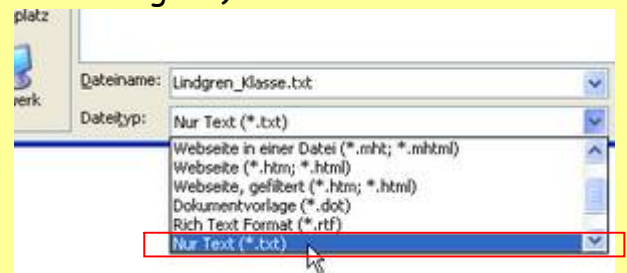 platz
werk
Dateiname: Lindgren_Klasse.txt
Dateityp: Nur Text (*.txt)
Webseite in einer Datei (*.mht; *.mhtml)
Webseite (*.htm; *.html)
Webseite, gefiltert (*.htm; *.html)
Dokumentvorlage (*.dot)
Rich Text Format (*.rtf)
Nur Text (*.txt)